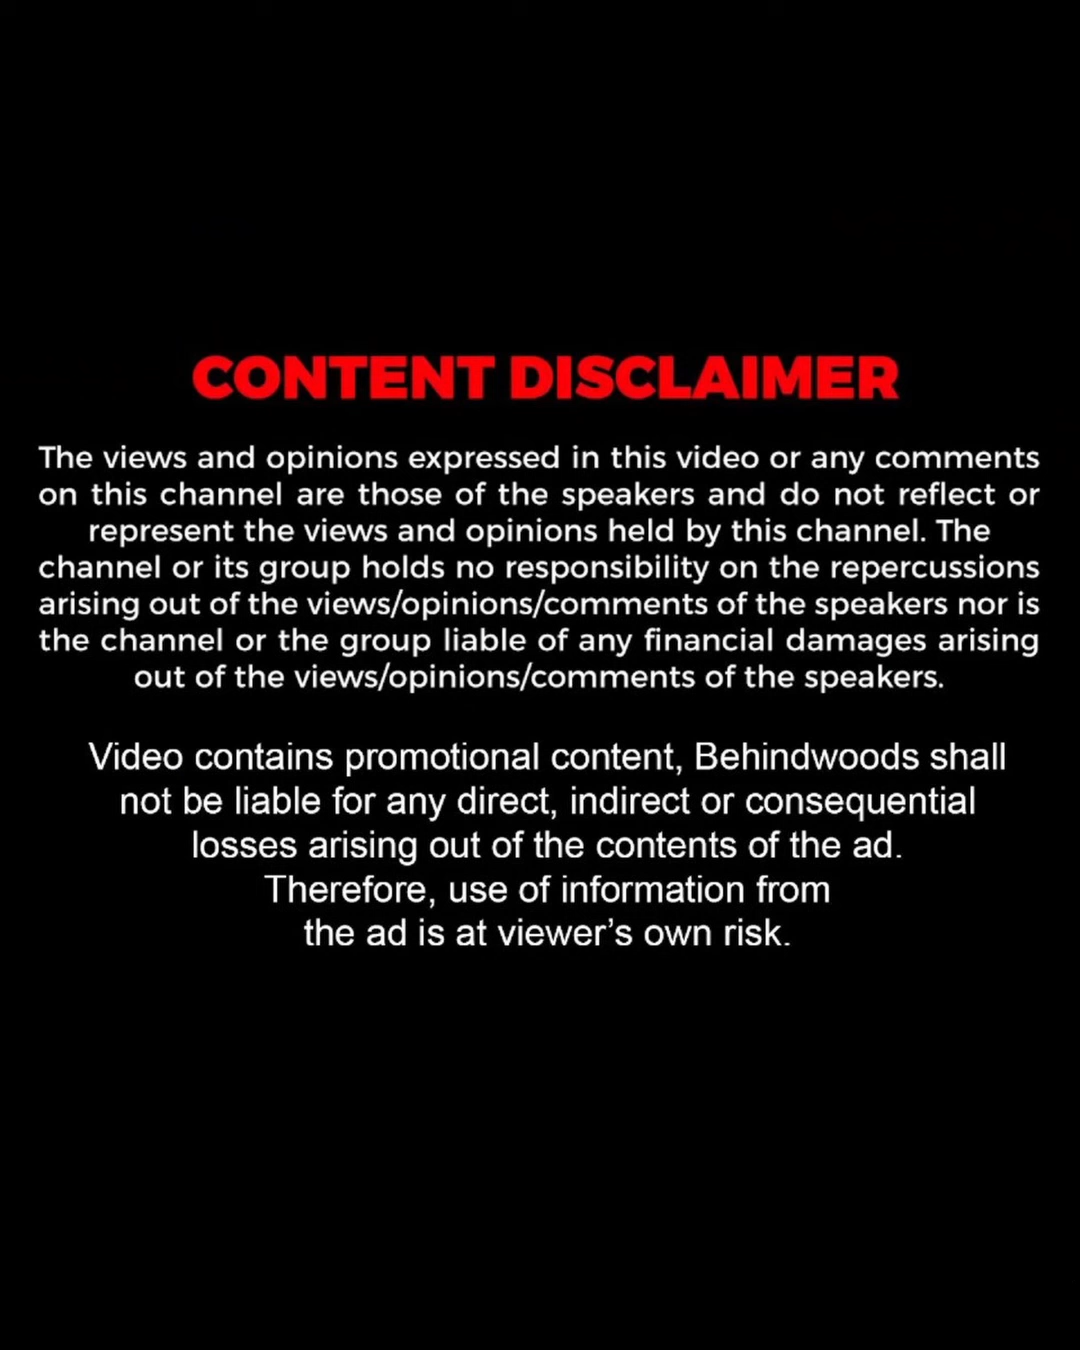 CONTENT DISCLAIMER
The views and opinions expressed in this video or any comments
on this channel are those of the speakers and do not reflect or
represent the views and opinions held by this channel. The
channel or its group holds no responsibility on the repercussions
arising out of the views/opinions/comments of the speakers nor is
the channel or the group liable of any financial damages arising
out of the views/opinions/comments of the speakers.
Video contains promotional content, Behindwoods shall
not be liable for any direct, indirect or consequential
losses arising out of the contents of the ad.
Therefore, use of information from
the ad is at viewer’s own risk.